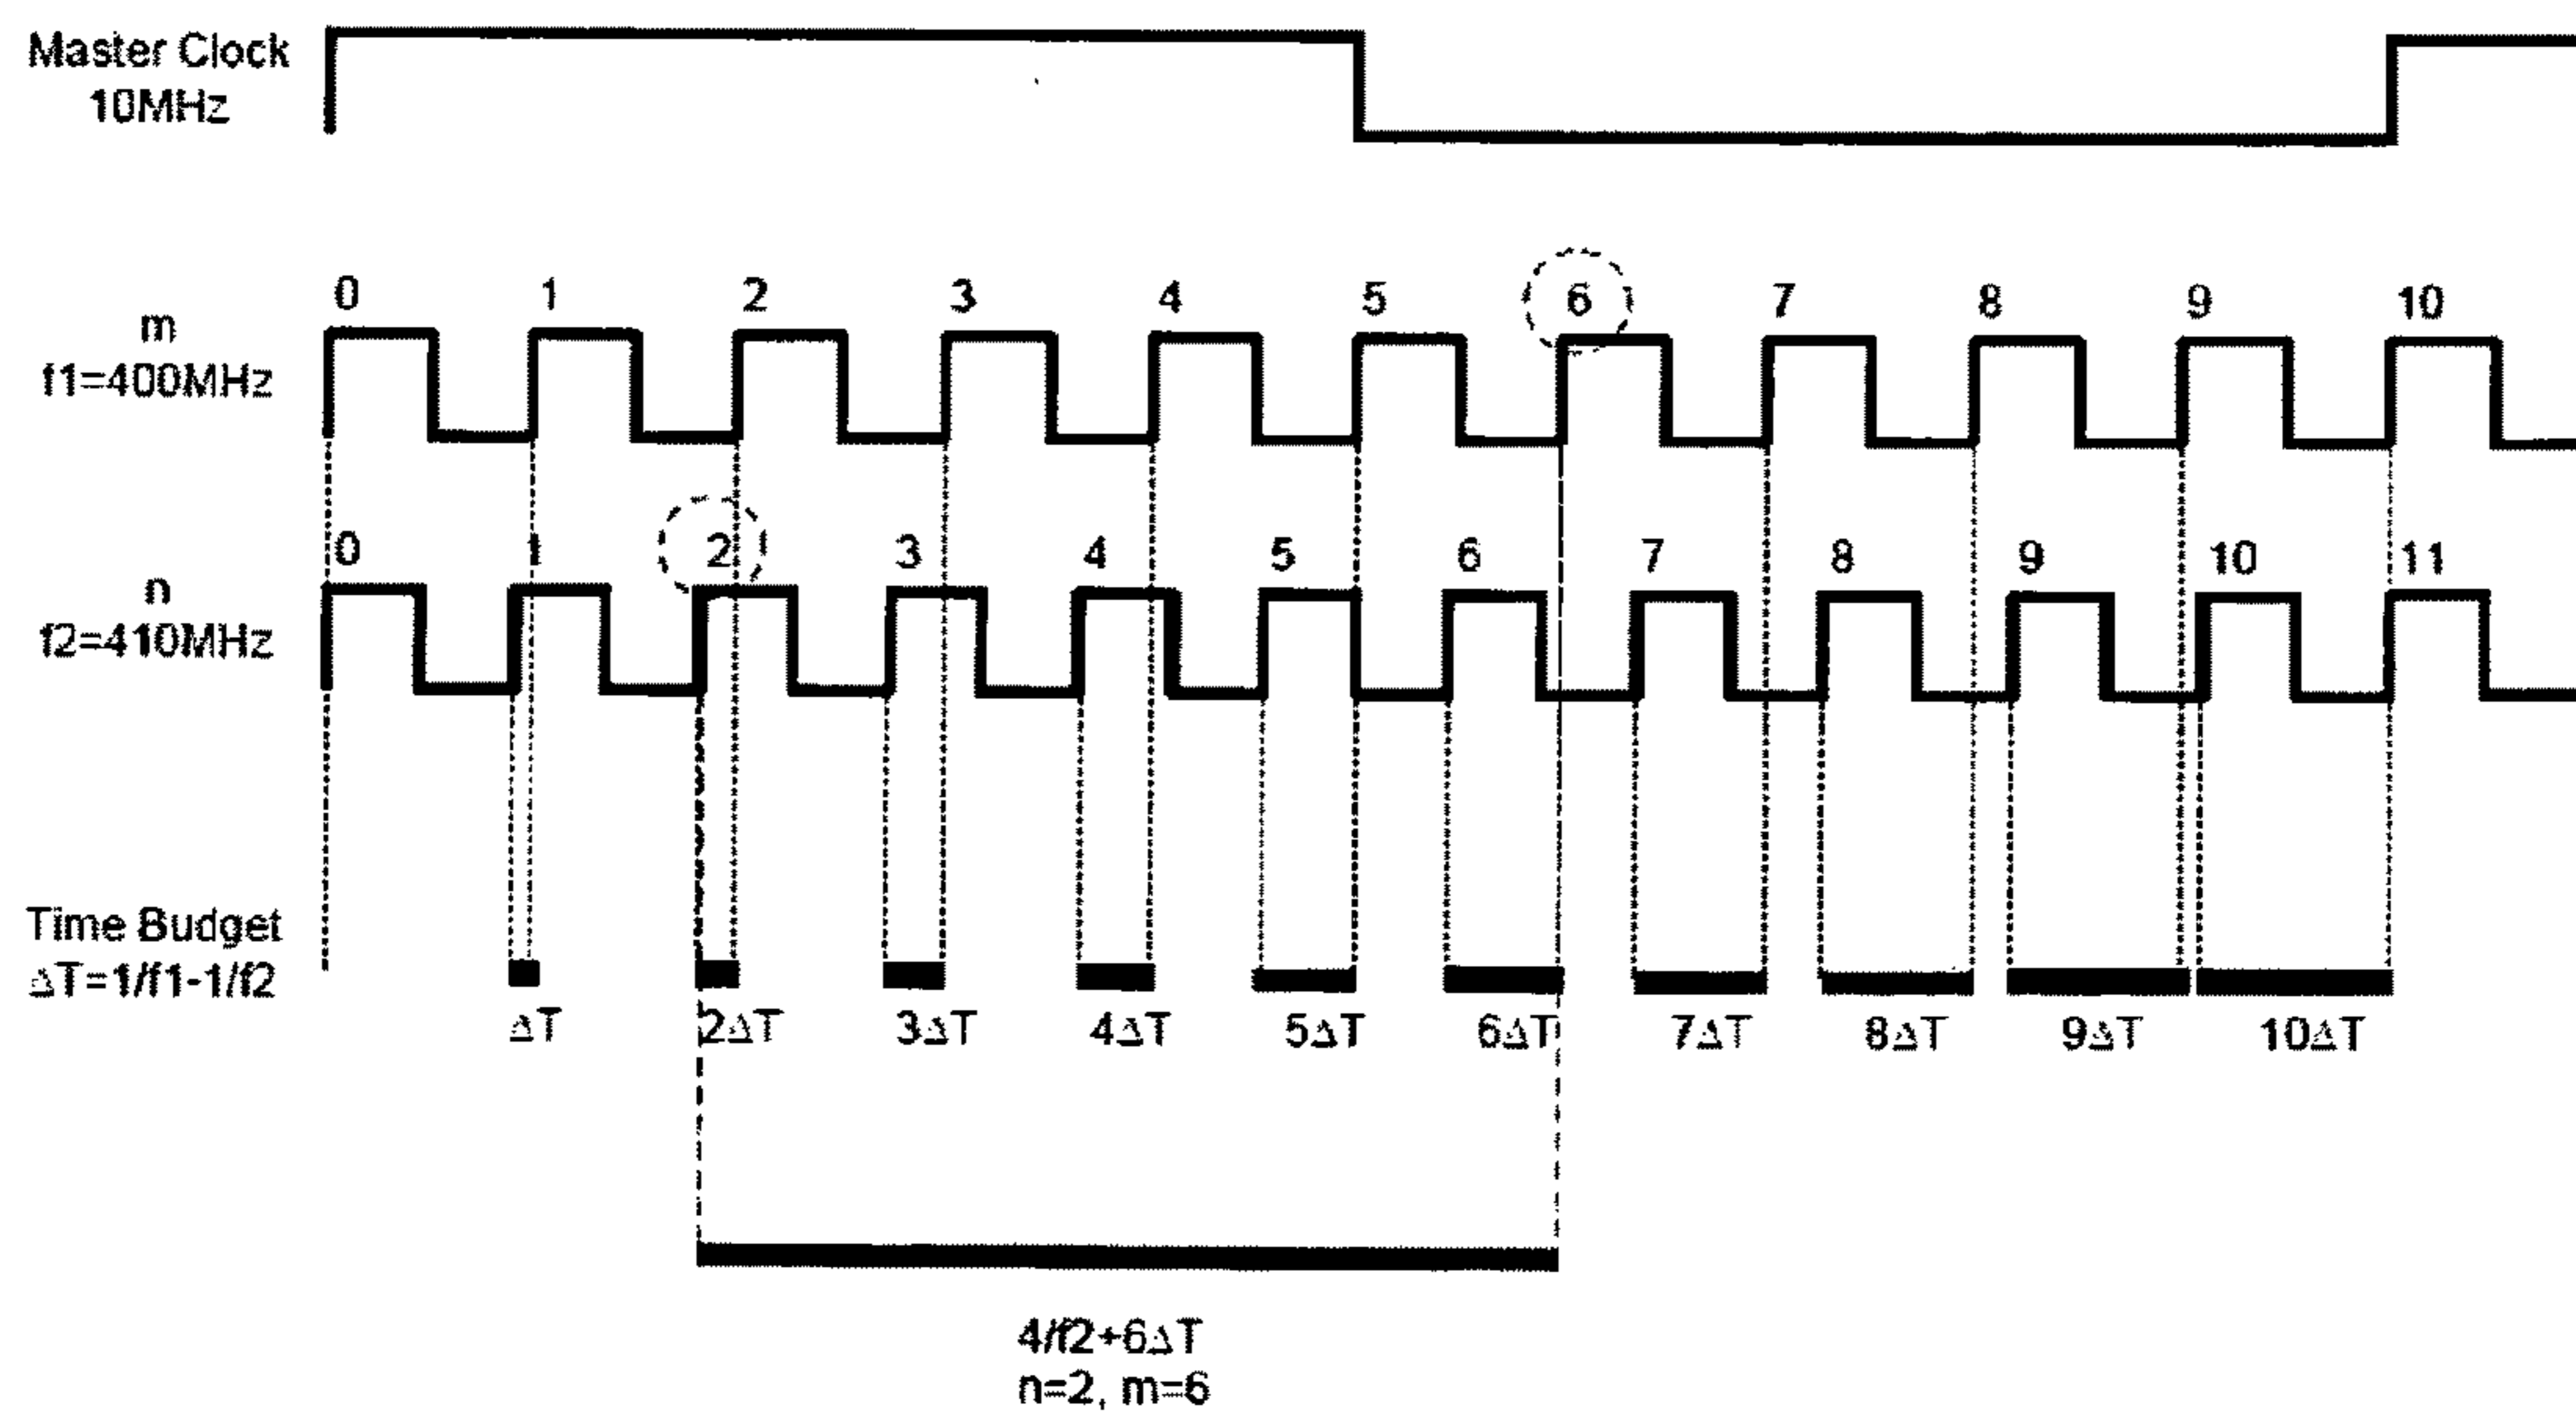 Master Clock
10MHz
0 1 2 3 4 5 6 7 8 9 10
m
f1=400MHz
0 1 2 3 4 5 6 7 8 9 10 11
n
f2=410MHz
Time Budget
ΔT=1/f1-1/f2
ΔT 2ΔT 3ΔT 4ΔT 5ΔT 6ΔT 7ΔT 8ΔT 9ΔT 10ΔT
4/f2+6ΔT
n=2, m=6